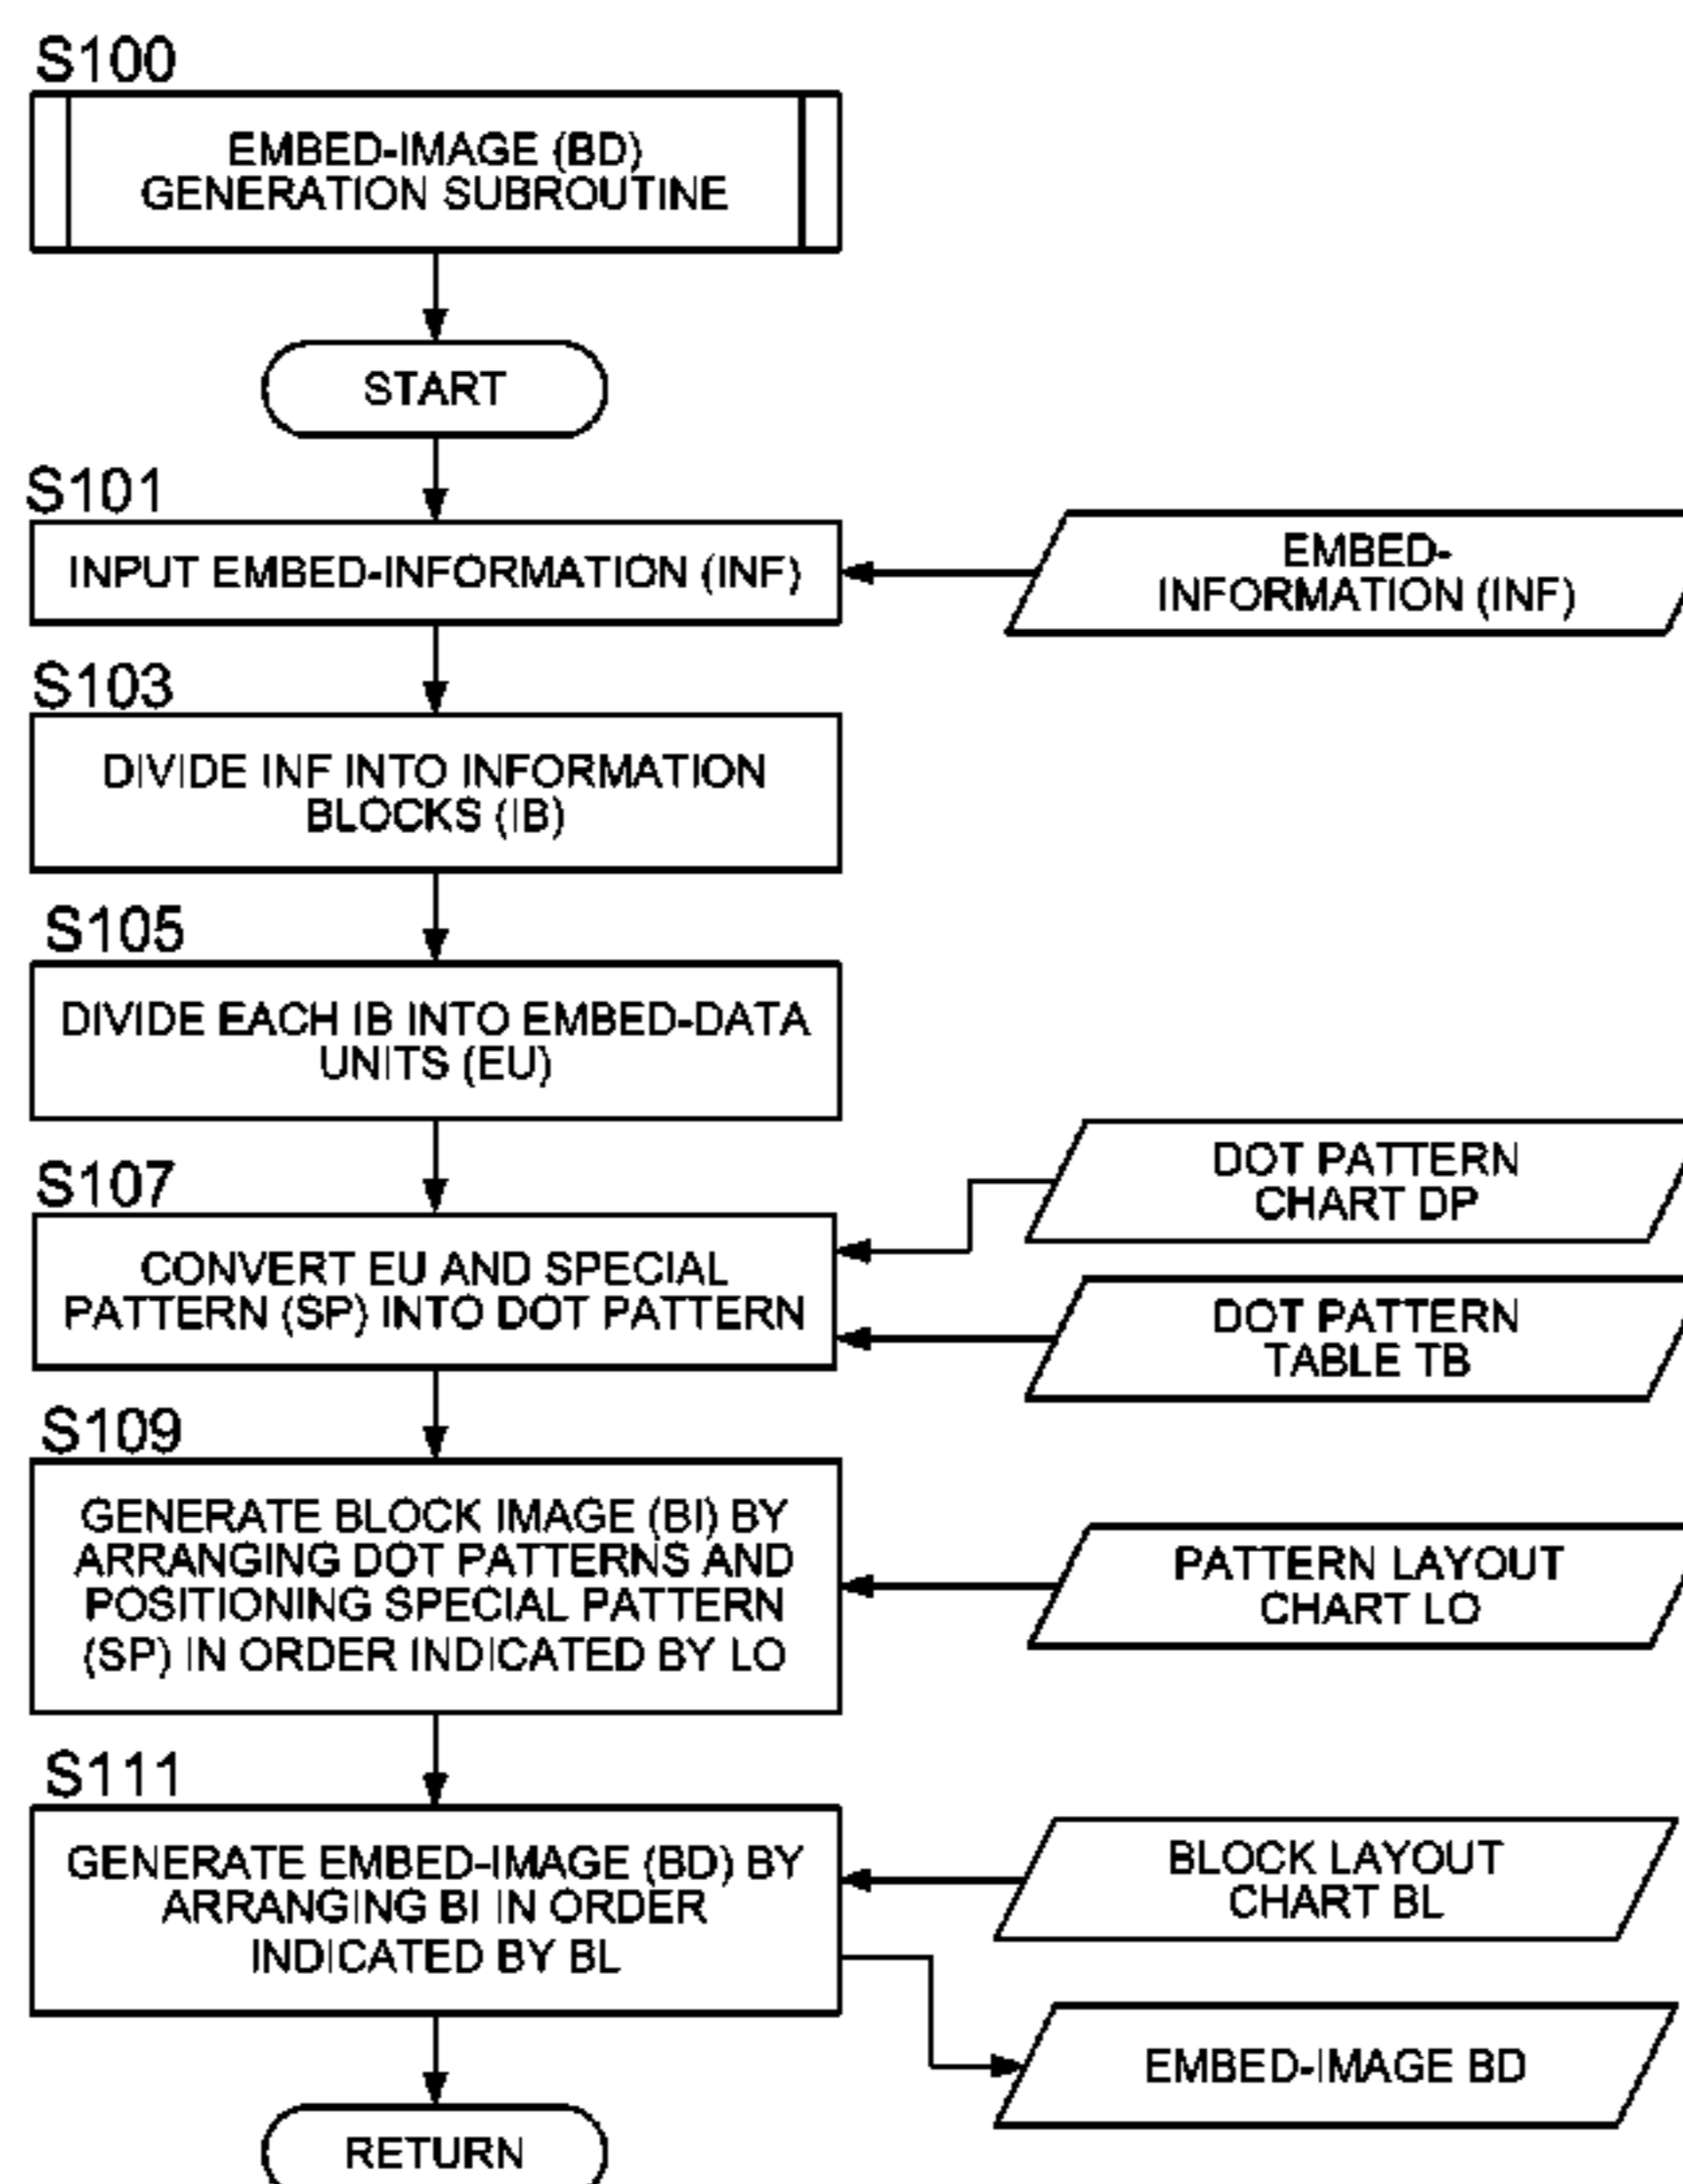 S100
EMBED-IMAGE (BD)
GENERATION SUBROUTINE
START
S101
INPUT EMBED-INFORMATION (INF)
EMBED-
INFORMATION (INF)
S103
DIVIDE INF INTO INFORMATION
BLOCKS (IB)
S105
DIVIDE EACH IB INTO EMBED-DATA
UNITS (EU)
S107
CONVERT EU AND SPECIAL
PATTERN (SP) INTO DOT PATTERN
DOT PATTERN
CHART DP
DOT PATTERN
TABLE TB
S109
GENERATE BLOCK IMAGE (BI) BY
ARRANGING DOT PATTERNS AND
POSITIONING SPECIAL PATTERN
(SP) IN ORDER INDICATED BY LO
PATTERN LAYOUT
CHART LO
S111
GENERATE EMBED-IMAGE (BD) BY
ARRANGING BI IN ORDER
INDICATED BY BL
BLOCK LAYOUT
CHART BL
EMBED-IMAGE BD
RETURN